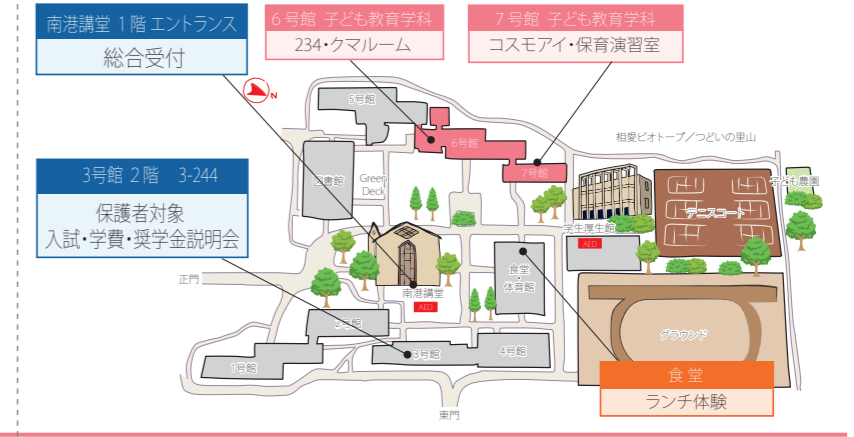 南港講堂 1階 エントランス
総合受付
6号館 子ども教育学科
234・クマルーム
7号館 子ども教育学科
コスモアイ・保育演習室
N
5号館
6号館
7号館
相愛ビオトープ/つどいの里山
3号館 2階 3-244
保護者対象
入試・学費・奨学金説明会
図書館
Green
Deck
子ども農園
テニスコート
学生厚生館
AED
食堂
・
体育館
正門
南港講堂
AED
2号館
1号館
3号館
4号館
グラウンド
食堂
ランチ体験
東門